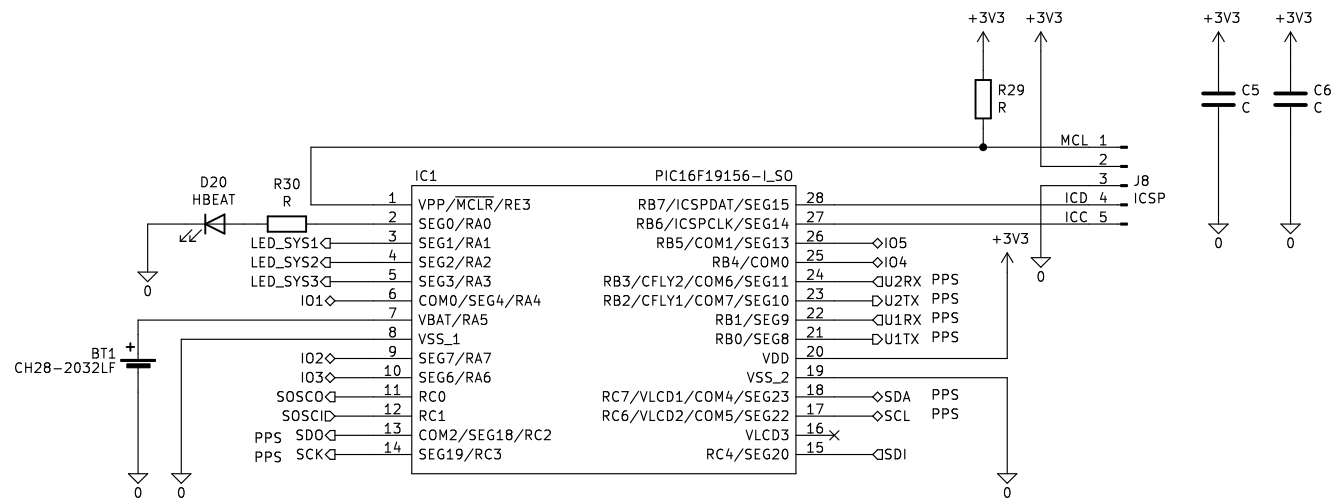 +3V3 +3V3 +3V3 +3V3
R29
R
C5
C
C6
C
MCL 1
2
3
ICD 4
ICC 5
J8
ICSP
D20
HBEAT
R30
R
IC1 PIC16F19156-I_SO
1 VPP/MCLR/RE3 RB7/ICSPDAT/SEG15 28
2 SEG0/RA0 RB6/ICSPCLK/SEG14 27
LED_SYS1 3 SEG1/RA1 RB5/COM1/SEG13 26 IO5
LED_SYS2 4 SEG2/RA2 RB4/COM0 25 IO4
LED_SYS3 5 SEG3/RA3 RB3/CFLY2/COM6/SEG11 24 U2RX PPS
IO1 6 COM0/SEG4/RA4 RB2/CFLY1/COM7/SEG10 23 U2TX PPS
7 VBAT/RA5 RB1/SEG9 22 U1RX PPS
8 VSS_1 RB0/SEG8 21 U1TX PPS
IO2 9 SEG7/RA7 VDD 20
IO3 10 SEG6/RA6 VSS_2 19
SOSCO 11 RC0 RC7/VLCD1/COM4/SEG23 18 SDA PPS
SOSCI 12 RC1 RC6/VLCD2/COM5/SEG22 17 SCL PPS
PPS SDO 13 COM2/SEG18/RC2 VLCD3 16
PPS SCK 14 SEG19/RC3 RC4/SEG20 15 SDI
+3V3
BT1
+
CH28-2032LF
0
0
0
0
0
0
0